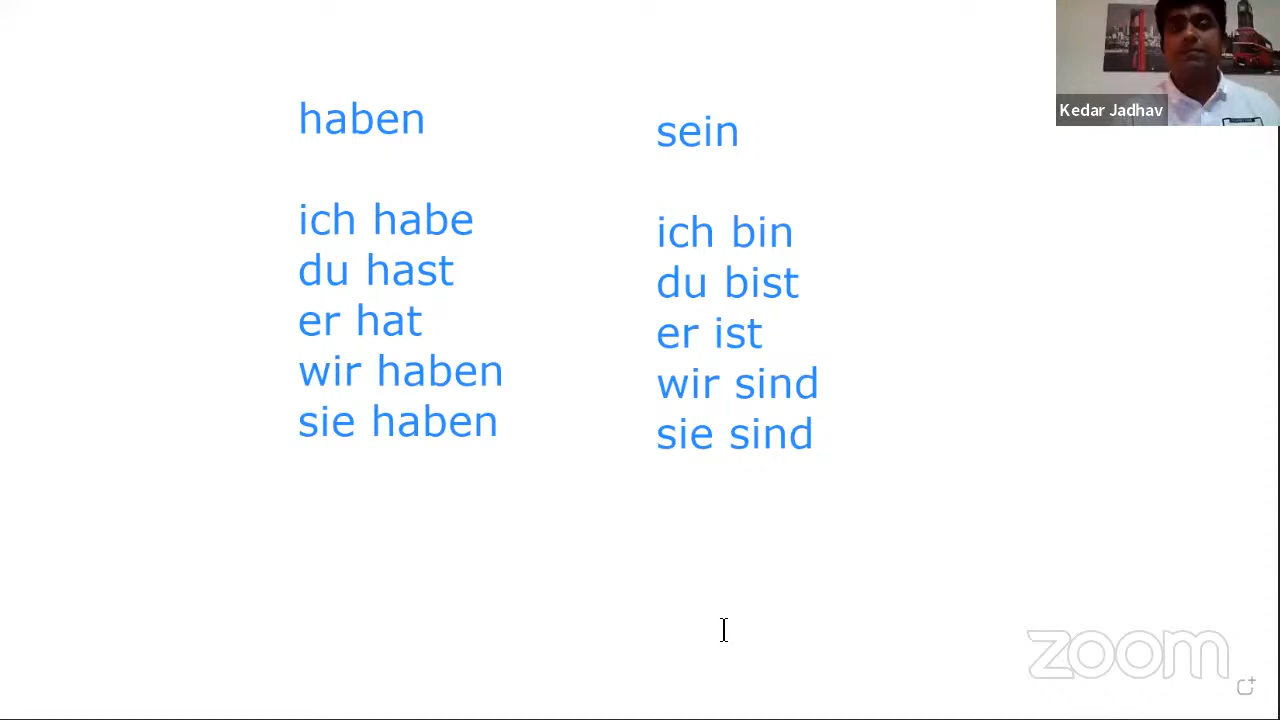 haben
ich habe
du hast
er hat
wir haben
sie haben
sein
ich bin
du bist
er ist
wir sind
sie sind
Kedar Jadhav
zoom